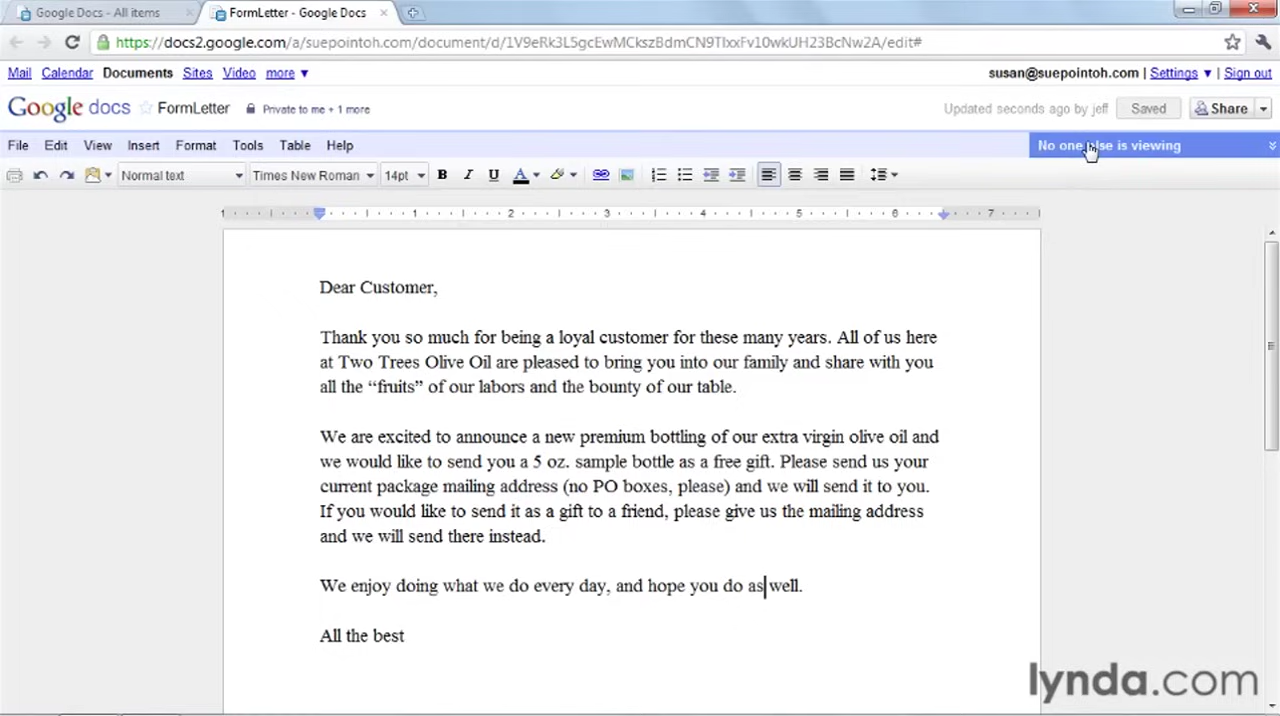 Google Docs - All items
FormLetter - Google Docs
https://docs2.google.com/a/suepointoh.com/document/d/1V9eRk3L5gcEwMCkszBdmCN9TlxxFv10wkUH23BcNw2A/edit#
Mail Calendar Documents Sites Video more ▼ susan@suepointoh.com | Settings ▼ | Sign out
Google docs FormLetter Private to me + 1 more Updated seconds ago by jeff Saved Share
File Edit View Insert Format Tools Table Help No one else is viewing
Normal text Times New Roman 14pt B I U A
1 1 2 3 4 5 6 7
Dear Customer,
Thank you so much for being a loyal customer for these many years. All of us here
at Two Trees Olive Oil are pleased to bring you into our family and share with you
all the “fruits” of our labors and the bounty of our table.
We are excited to announce a new premium bottling of our extra virgin olive oil and
we would like to send you a 5 oz. sample bottle as a free gift. Please send us your
current package mailing address (no PO boxes, please) and we will send it to you.
If you would like to send it as a gift to a friend, please give us the mailing address
and we will send there instead.
We enjoy doing what we do every day, and hope you do as well.
All the best
lynda.com